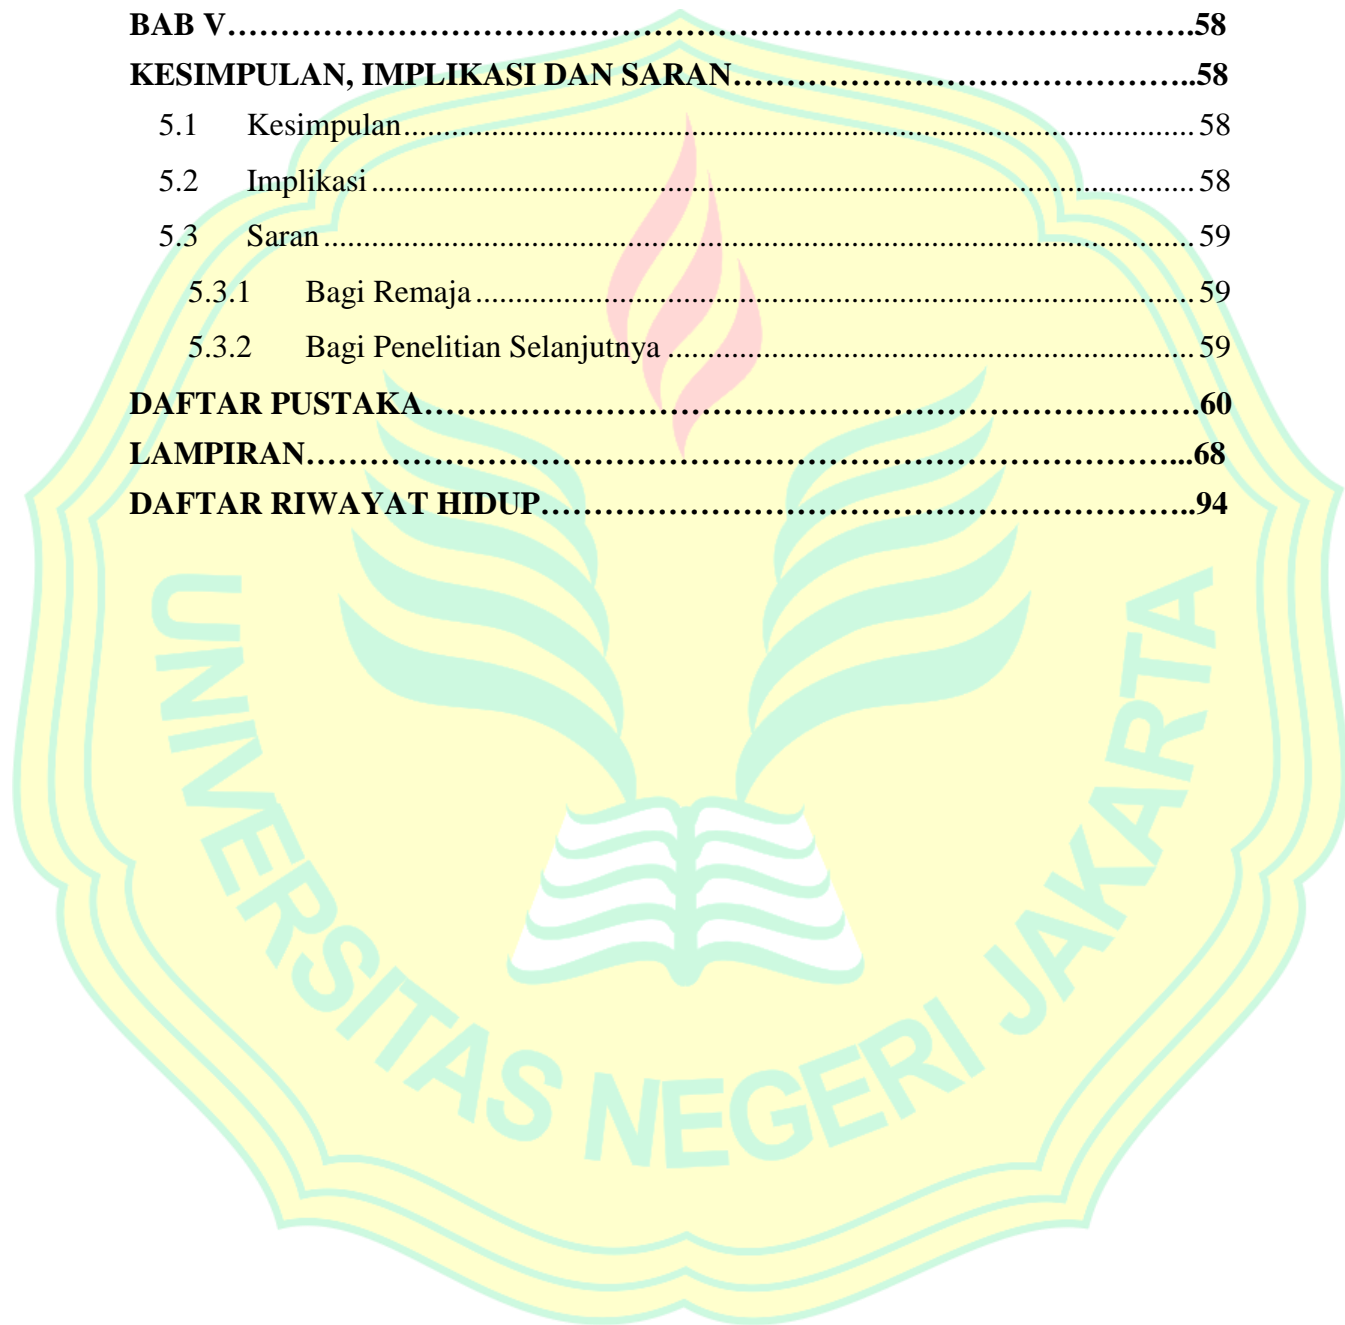 BAB V……………………………………………………………………………………….58
KESIMPULAN, IMPLIKASI DAN SARAN……………………………………………..58
5.1 Kesimpulan.................................................................................................... 58
5.2 Implikasi........................................................................................................ 58
5.3 Saran.............................................................................................................. 59
5.3.1 Bagi Remaja........................................................................................... 59
5.3.2 Bagi Penelitian Selanjutnya................................................................... 59
DAFTAR PUSTAKA…………………………………………………………………….60
LAMPIRAN……………………………………………………………………………...68
DAFTAR RIWAYAT HIDUP…………………………………………………………..94
UNIVERSITAS NEGERI JAKARTA